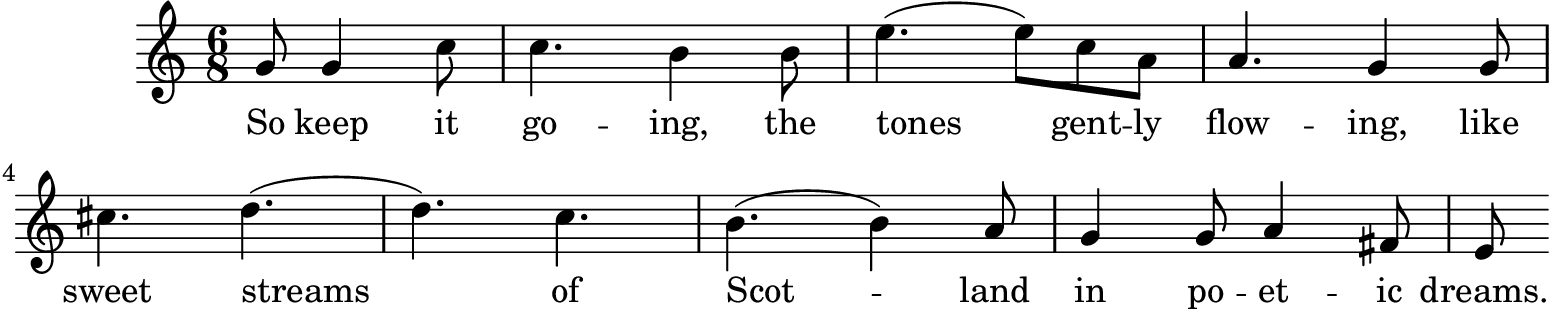 6
8
So keep it go - ing, the tones gent - ly flow - ing, like
4
sweet streams of Scot - land in po - et - ic dreams.